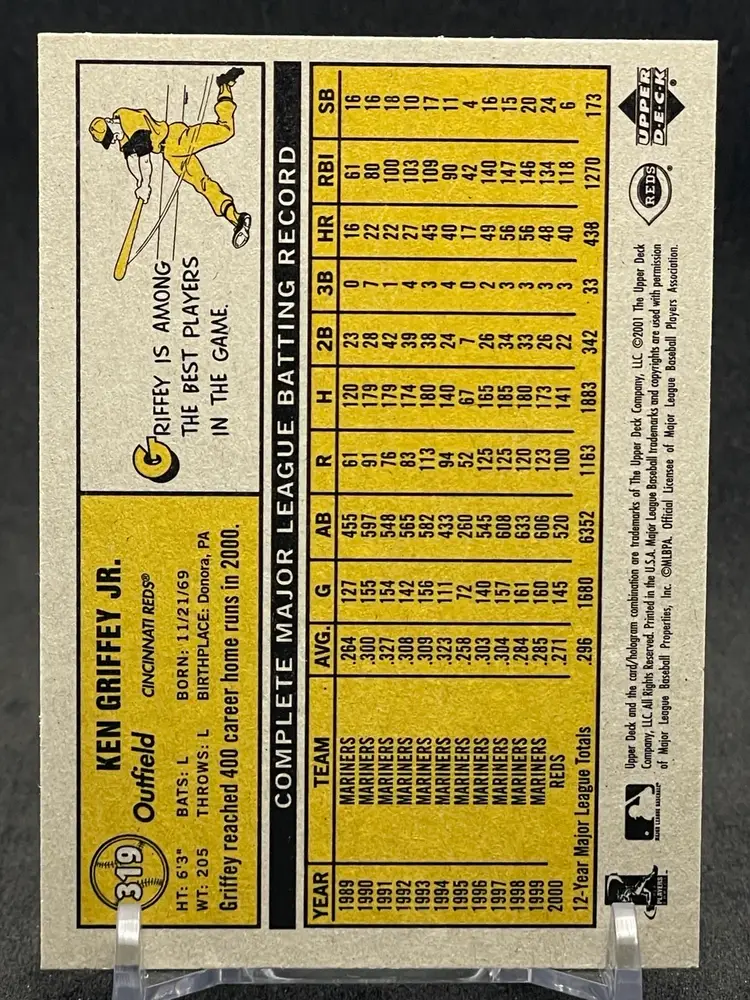 319
KEN GRIFFEY JR.
Outfield CINCINNATI REDS®
HT: 6'3" BATS: L BORN: 11/21/69
WT: 205 THROWS: L BIRTHPLACE: Donora, PA
Griffey reached 400 career home runs in 2000.
GRIFFEY IS AMONG
THE BEST PLAYERS
IN THE GAME.
COMPLETE MAJOR LEAGUE BATTING RECORD
YEAR TEAM AVG. G AB R H 2B 3B HR RBI SB
1989 MARINERS .264 127 455 61 120 23 0 16 61 16
1990 MARINERS .300 155 597 91 179 28 7 22 80 16
1991 MARINERS .327 154 548 76 179 42 1 22 100 18
1992 MARINERS .308 142 565 83 174 39 4 27 103 10
1993 MARINERS .309 156 582 113 180 38 3 45 109 17
1994 MARINERS .323 111 433 94 140 24 4 40 90 11
1995 MARINERS .258 72 260 52 67 7 0 17 42 4
1996 MARINERS .303 140 545 125 165 26 2 49 140 16
1997 MARINERS .304 157 608 125 185 34 3 56 147 15
1998 MARINERS .284 161 633 120 180 33 3 56 146 20
1999 MARINERS .285 160 606 123 173 26 3 48 134 24
2000 REDS .271 145 520 100 141 22 3 40 118 6
12-Year Major League Totals .296 1680 6352 1163 1883 342 33 438 1270 173
PLAYERS
MAJOR LEAGUE BASEBALL
Upper Deck and the card/hologram combination are trademarks of The Upper Deck Company, LLC. ©2001 The Upper Deck
Company, LLC. All Rights Reserved. Printed in the U.S.A. Major League Baseball trademarks and copyrights are used with permission
of Major League Baseball Properties, Inc. ©MLBPA. Official Licensee of Major League Baseball Players Association.
REDS
UPPER
DECK®